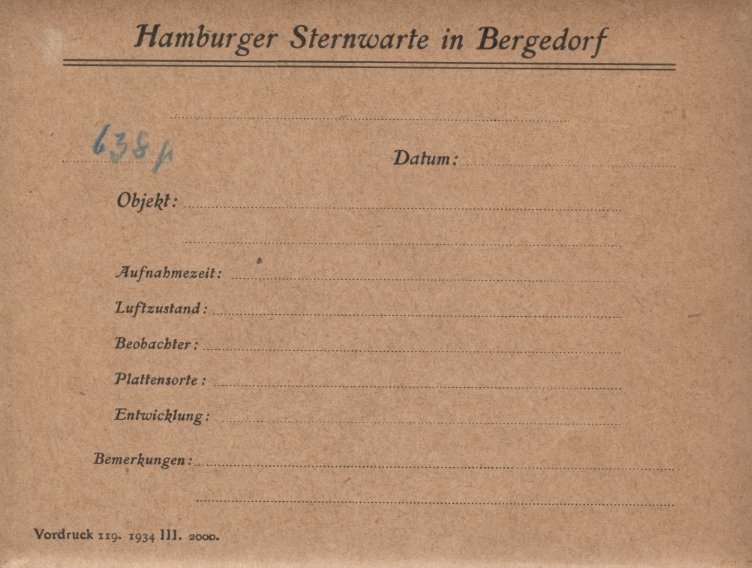 Hamburger Sternwarte in Bergedorf
638
Datum:
Objekt:
Aufnahmezeit:
Luftzustand:
Beobachter:
Plattensorte:
Entwicklung:
Bemerkungen:
Vordruck 119. 1934 III. 2000.